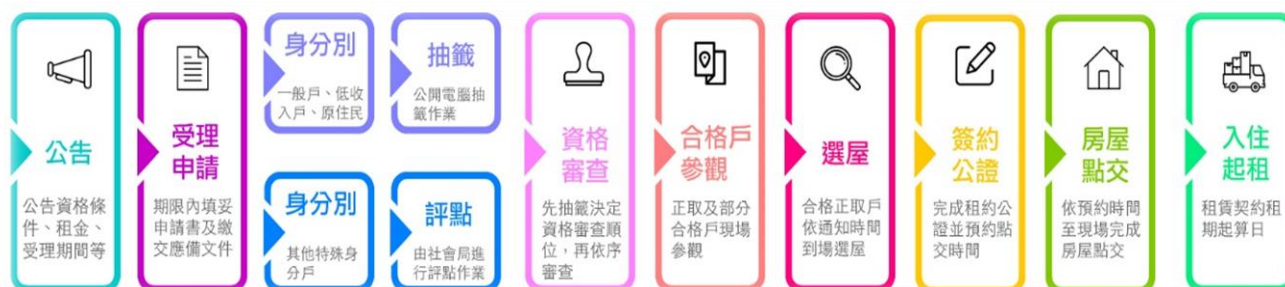 公告
公告資格條
件、租金、
受理期間等
受理
申請
期限內填妥
申請書及繳
交應備文件
身分別
一般戶、低收
入戶、原住民
抽籤
公開電腦抽
籤作業
身分別
其他特殊身
分戶
評點
由社會局進
行評點作業
資格
審查
先抽籤決定
資格審查順
位，再依序
審查
合格戶
參觀
正取及部分
合格戶現場
參觀
選屋
合格正取戶
依通知時間
到場選屋
簽約
公證
完成租約公
證並預約點
交時間
房屋
點交
依預約時間
至現場完成
房屋點交
入住
起租
租賃契約租
期起算日